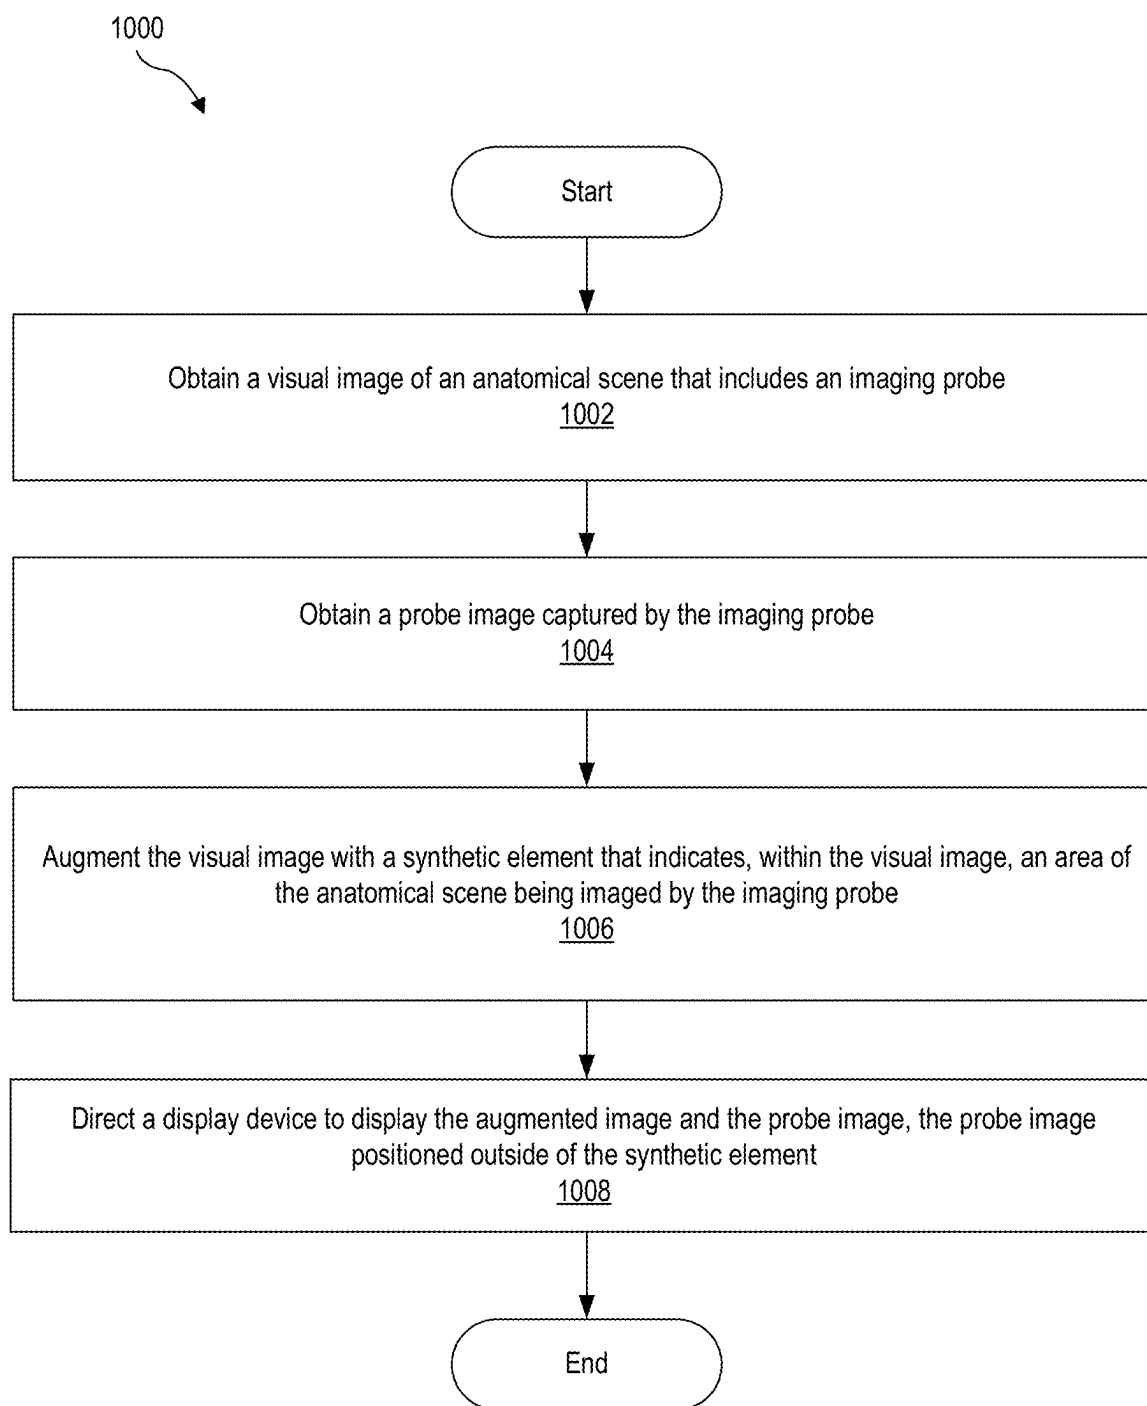 1000
Start
Obtain a visual image of an anatomical scene that includes an imaging probe
1002
Obtain a probe image captured by the imaging probe
1004
Augment the visual image with a synthetic element that indicates, within the visual image, an area of
the anatomical scene being imaged by the imaging probe
1006
Direct a display device to display the augmented image and the probe image, the probe image
positioned outside of the synthetic element
1008
End